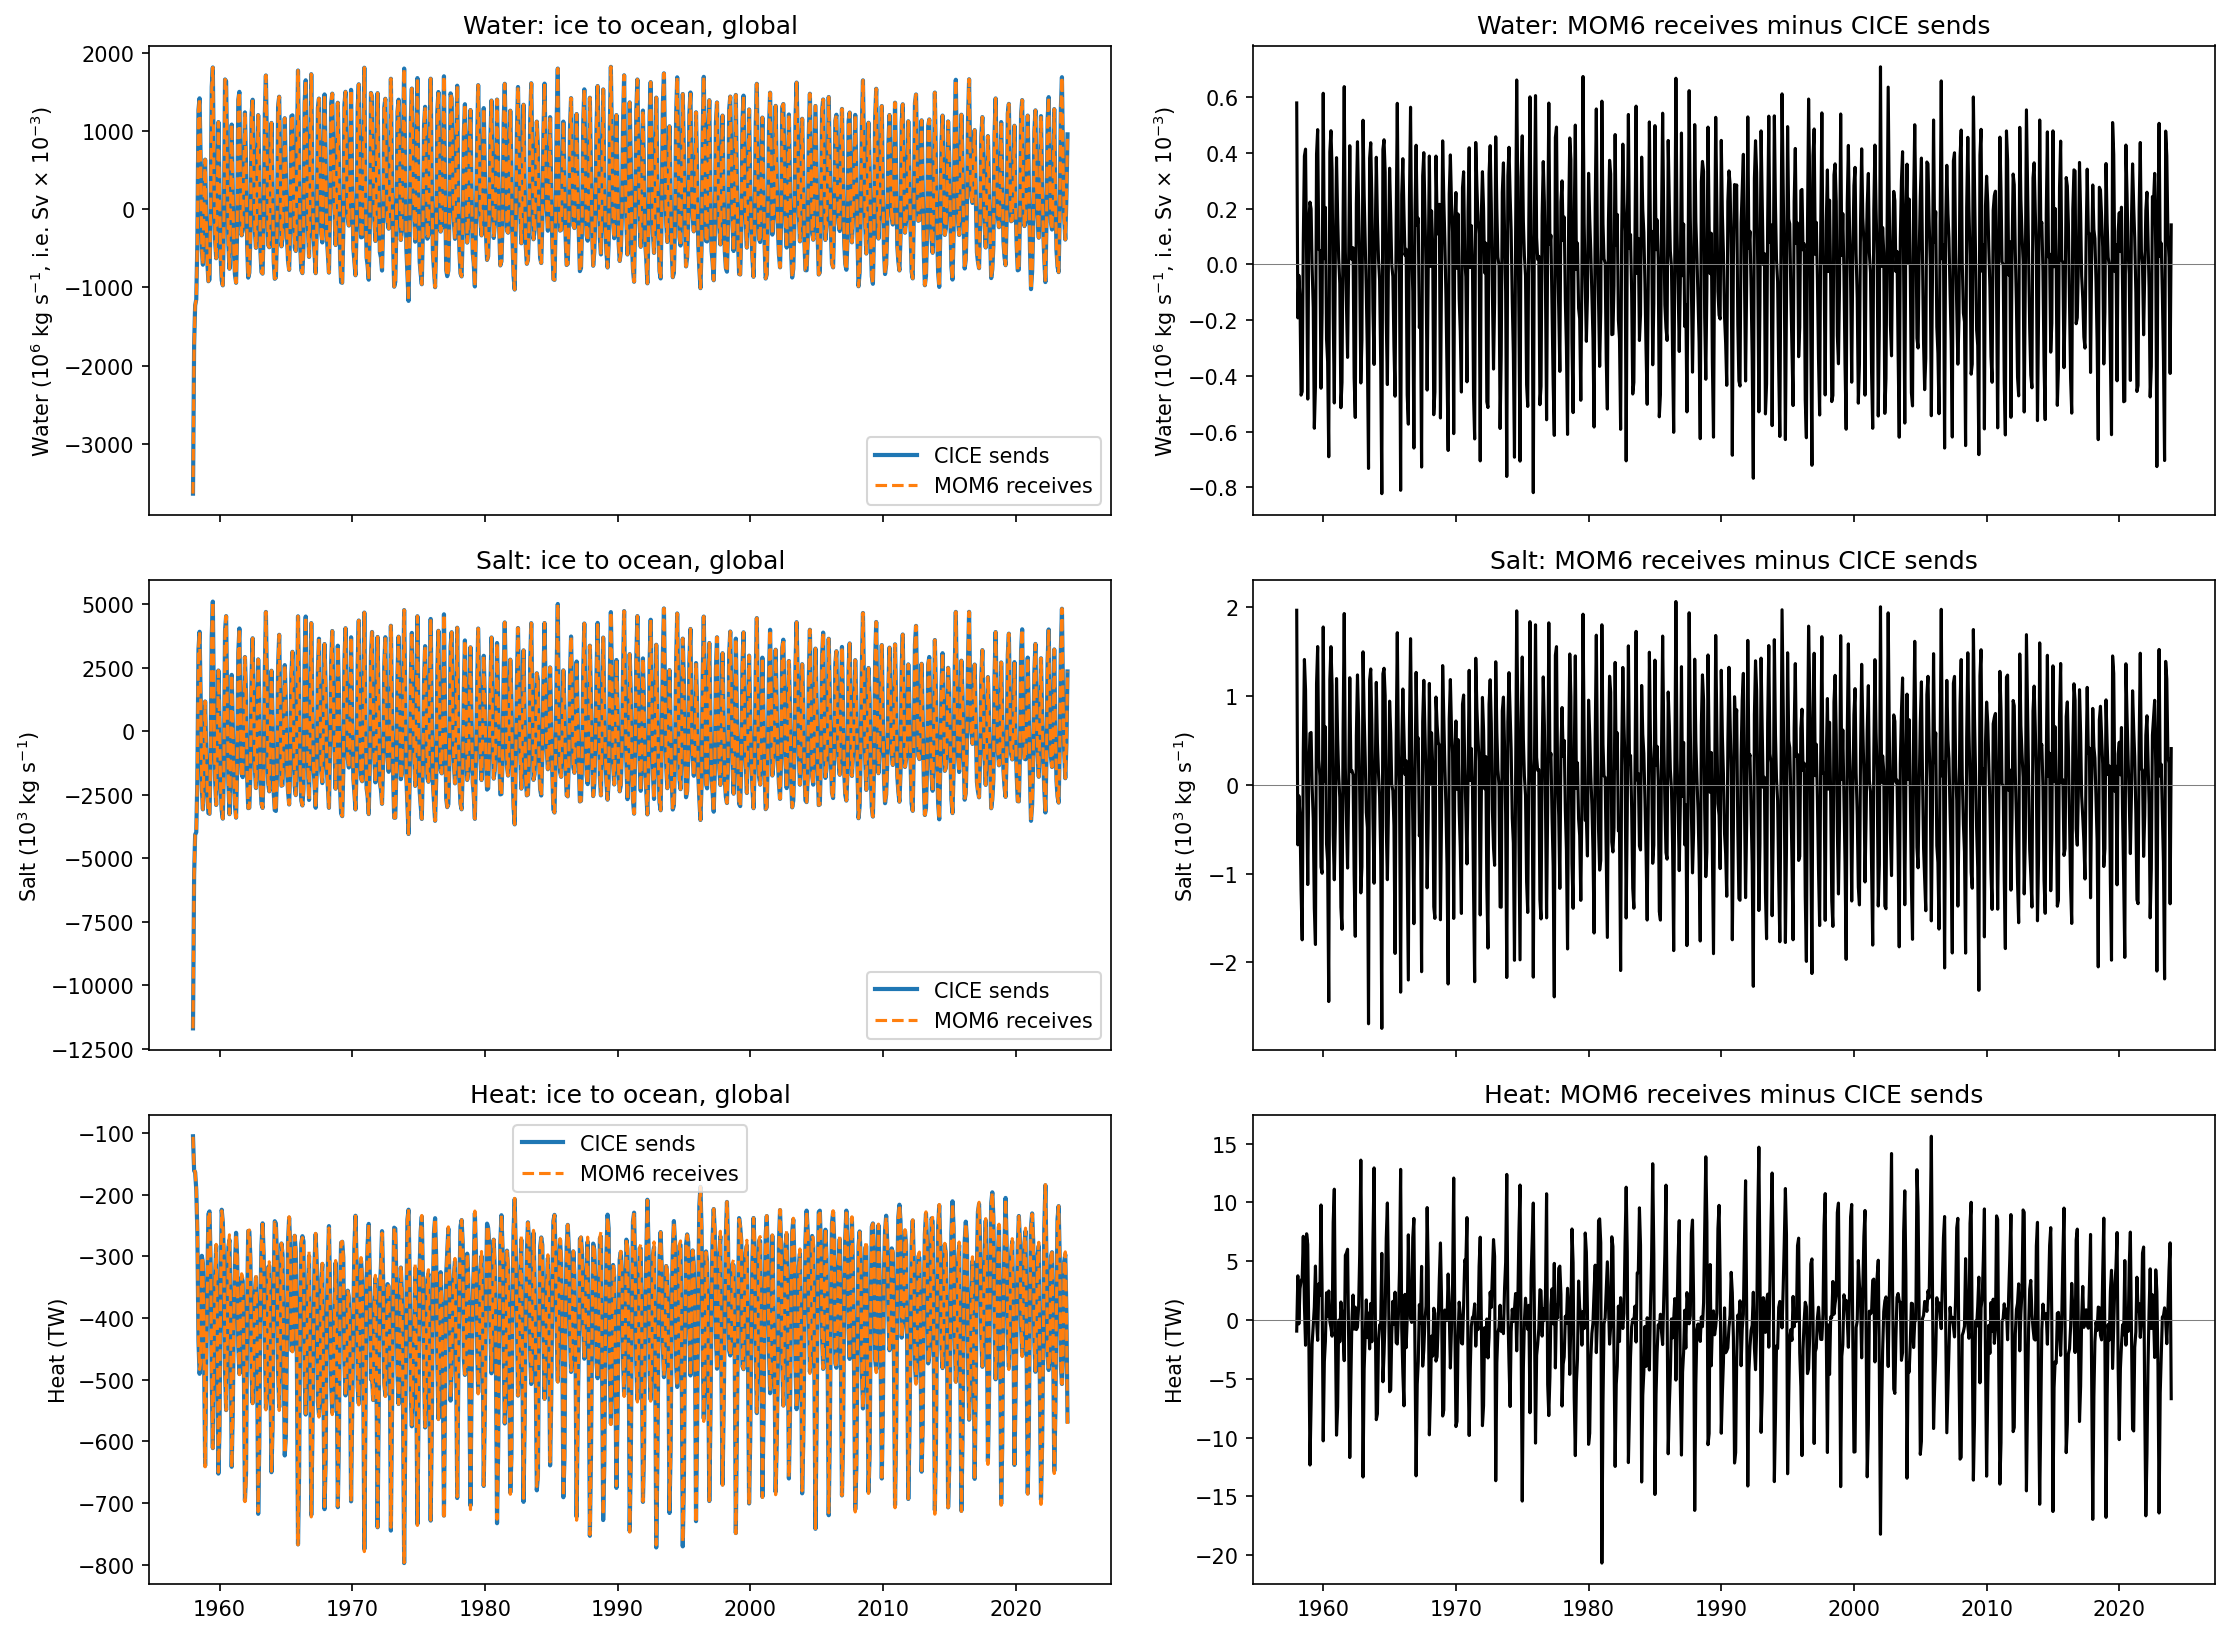 Water: ice to ocean, global
Water (10⁶ kg s⁻¹, i.e. Sv × 10⁻³)
2000
1000
0
−1000
−2000
−3000
CICE sends
MOM6 receives
Water: MOM6 receives minus CICE sends
Water (10⁶ kg s⁻¹, i.e. Sv × 10⁻³)
0.6
0.4
0.2
0.0
−0.2
−0.4
−0.6
−0.8
Salt: ice to ocean, global
Salt (10³ kg s⁻¹)
5000
2500
0
−2500
−5000
−7500
−10000
−12500
CICE sends
MOM6 receives
Salt: MOM6 receives minus CICE sends
Salt (10³ kg s⁻¹)
2
1
0
−1
−2
Heat: ice to ocean, global
Heat (TW)
−100
−200
−300
−400
−500
−600
−700
−800
CICE sends
MOM6 receives
1960 1970 1980 1990 2000 2010 2020
Heat: MOM6 receives minus CICE sends
Heat (TW)
15
10
5
0
−5
−10
−15
−20
1960 1970 1980 1990 2000 2010 2020